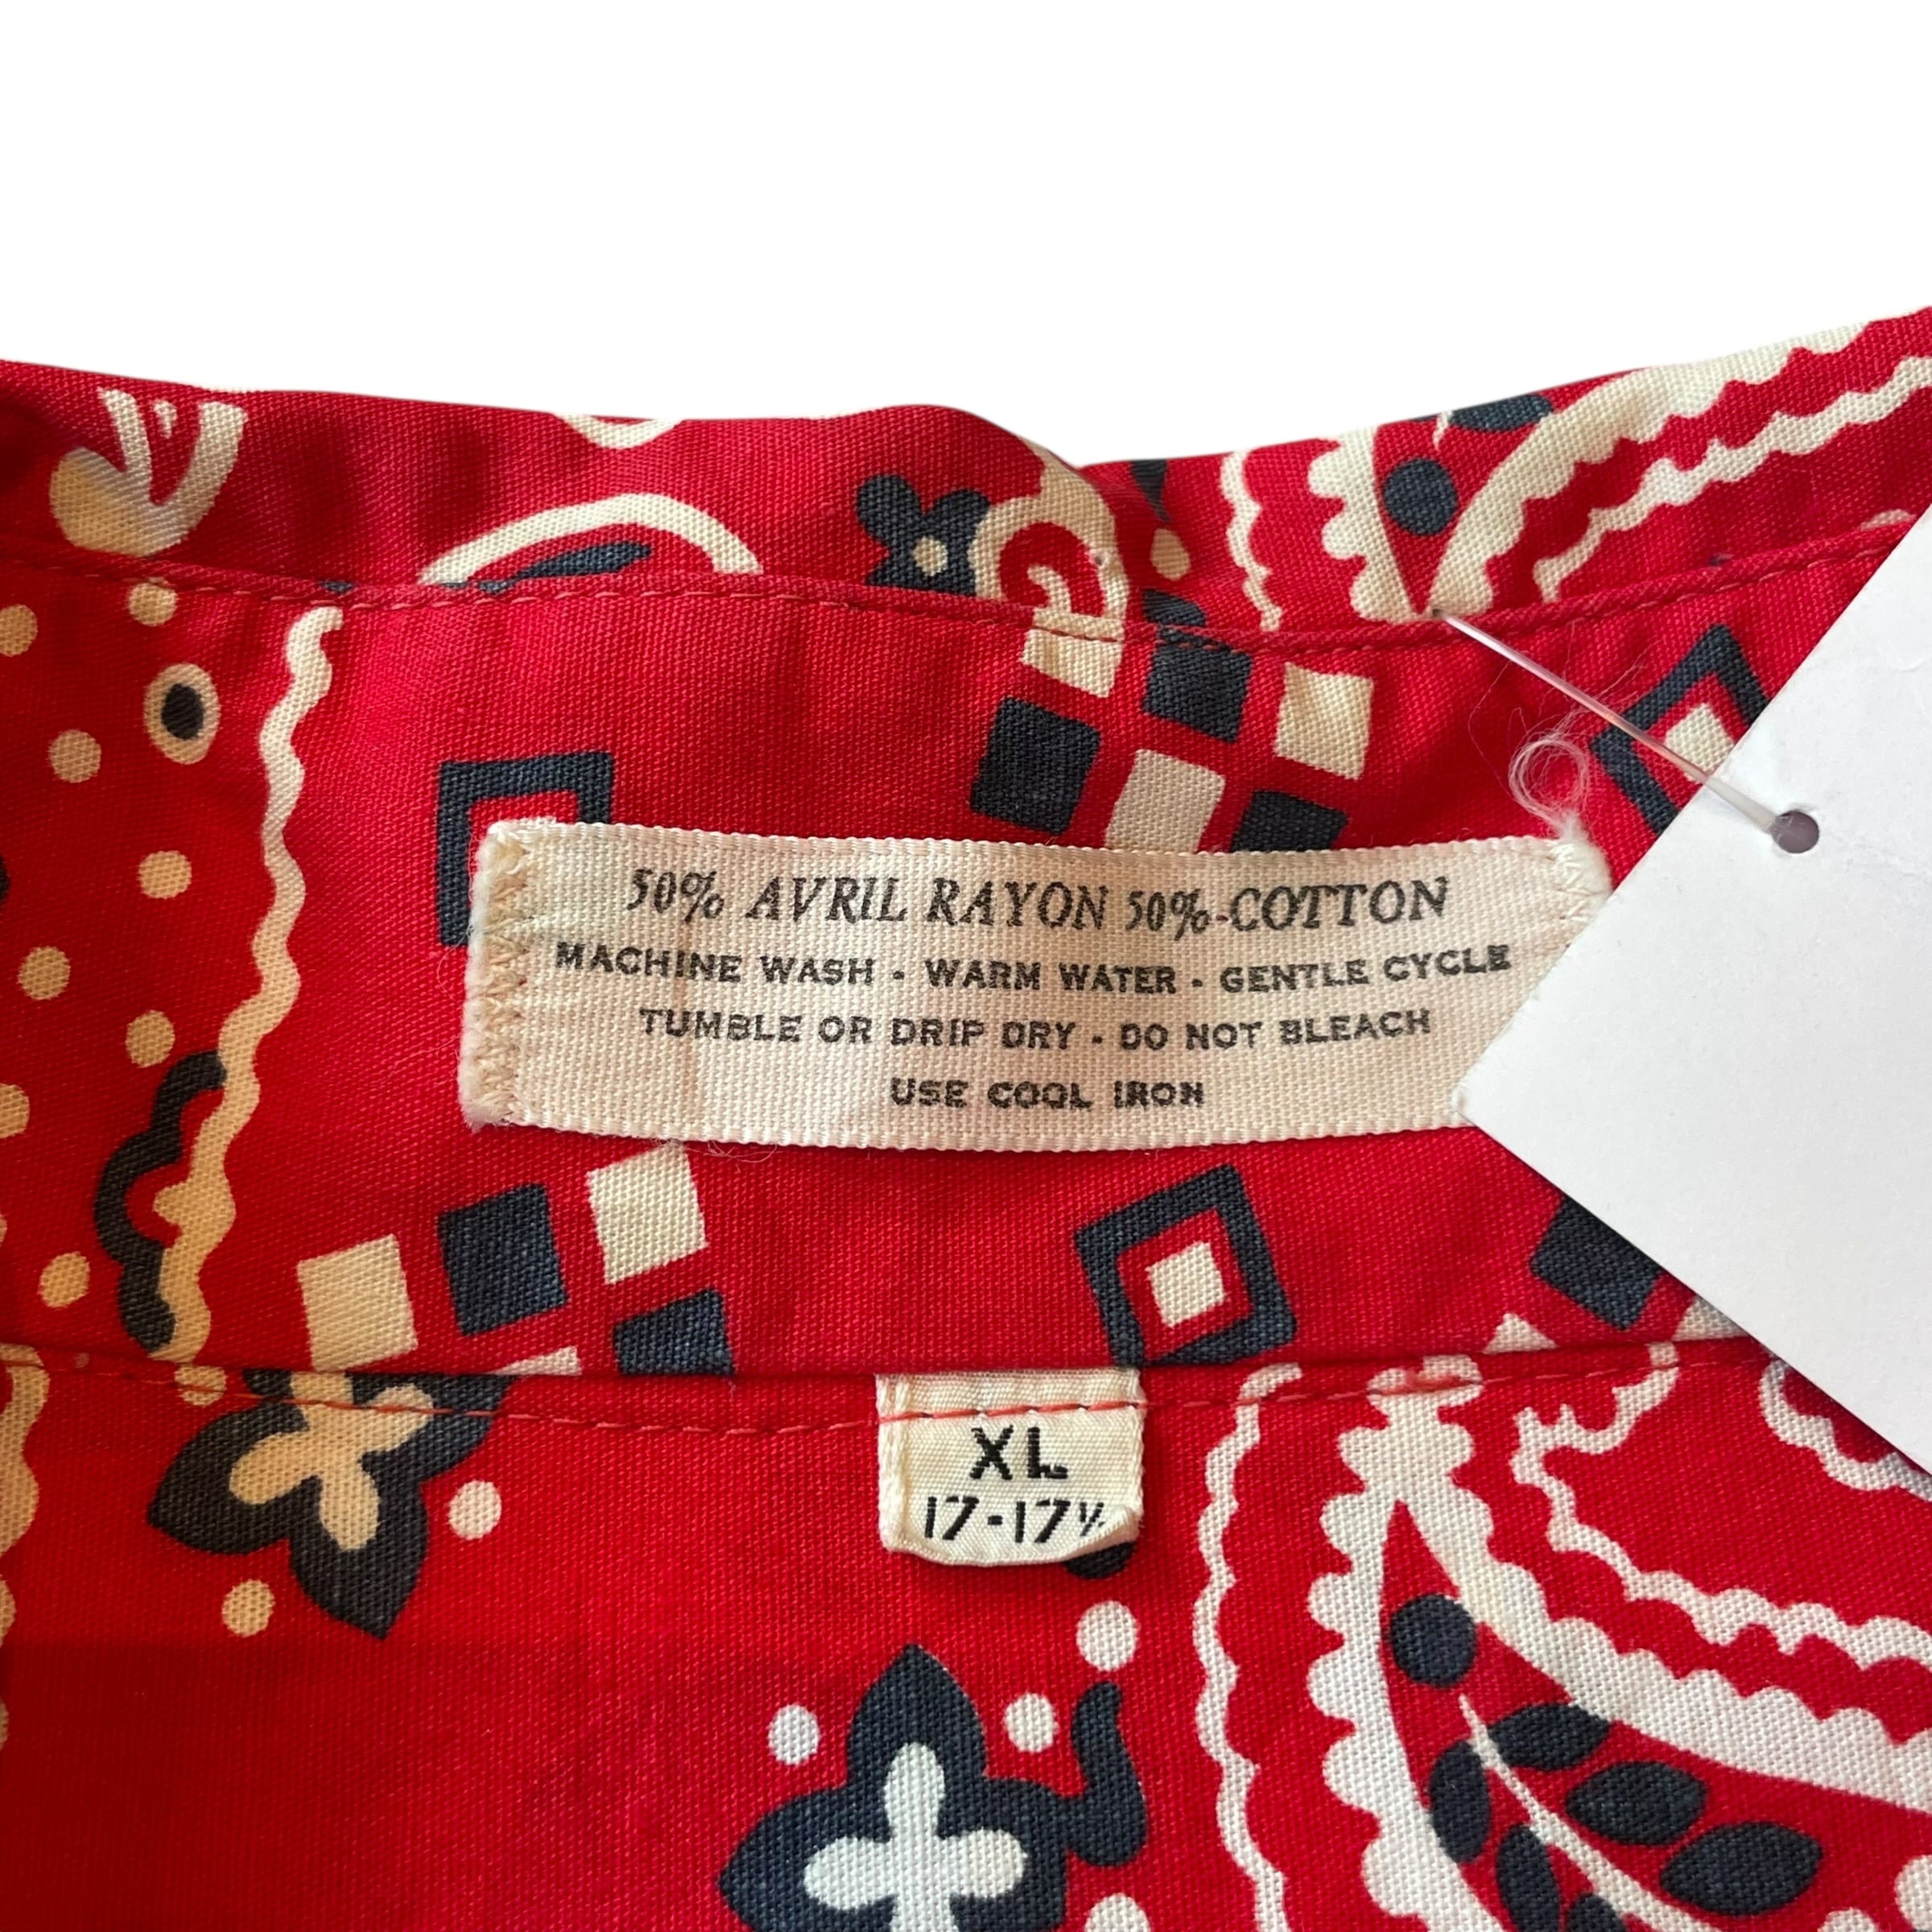 50% AVRIL RAYON 50%-COTTON
MACHINE WASH - WARM WATER - GENTLE CYCLE
TUMBLE OR DRIP DRY - DO NOT BLEACH
USE COOL IRON
XL
17-17½